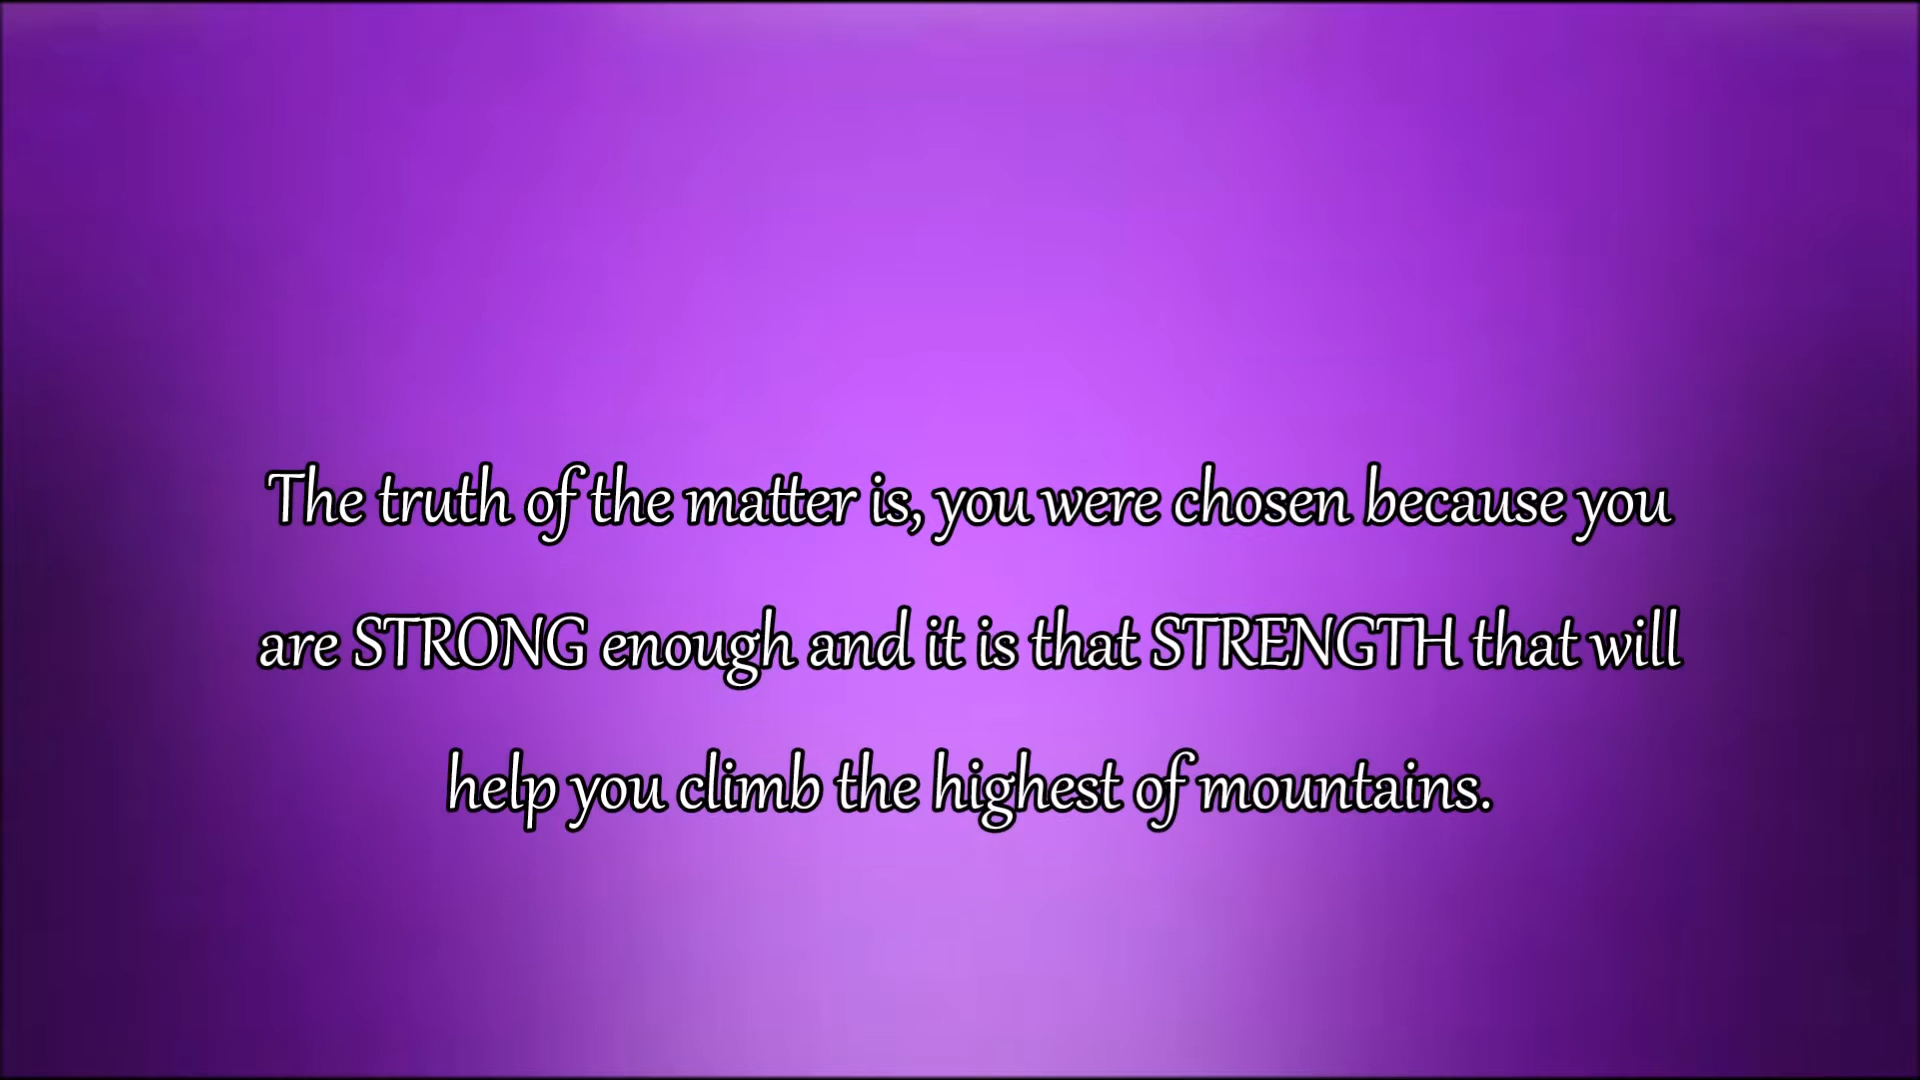 The truth of the matter is, you were chosen because you
are STRONG enough and it is that STRENGTH that will
help you climb the highest of mountains.